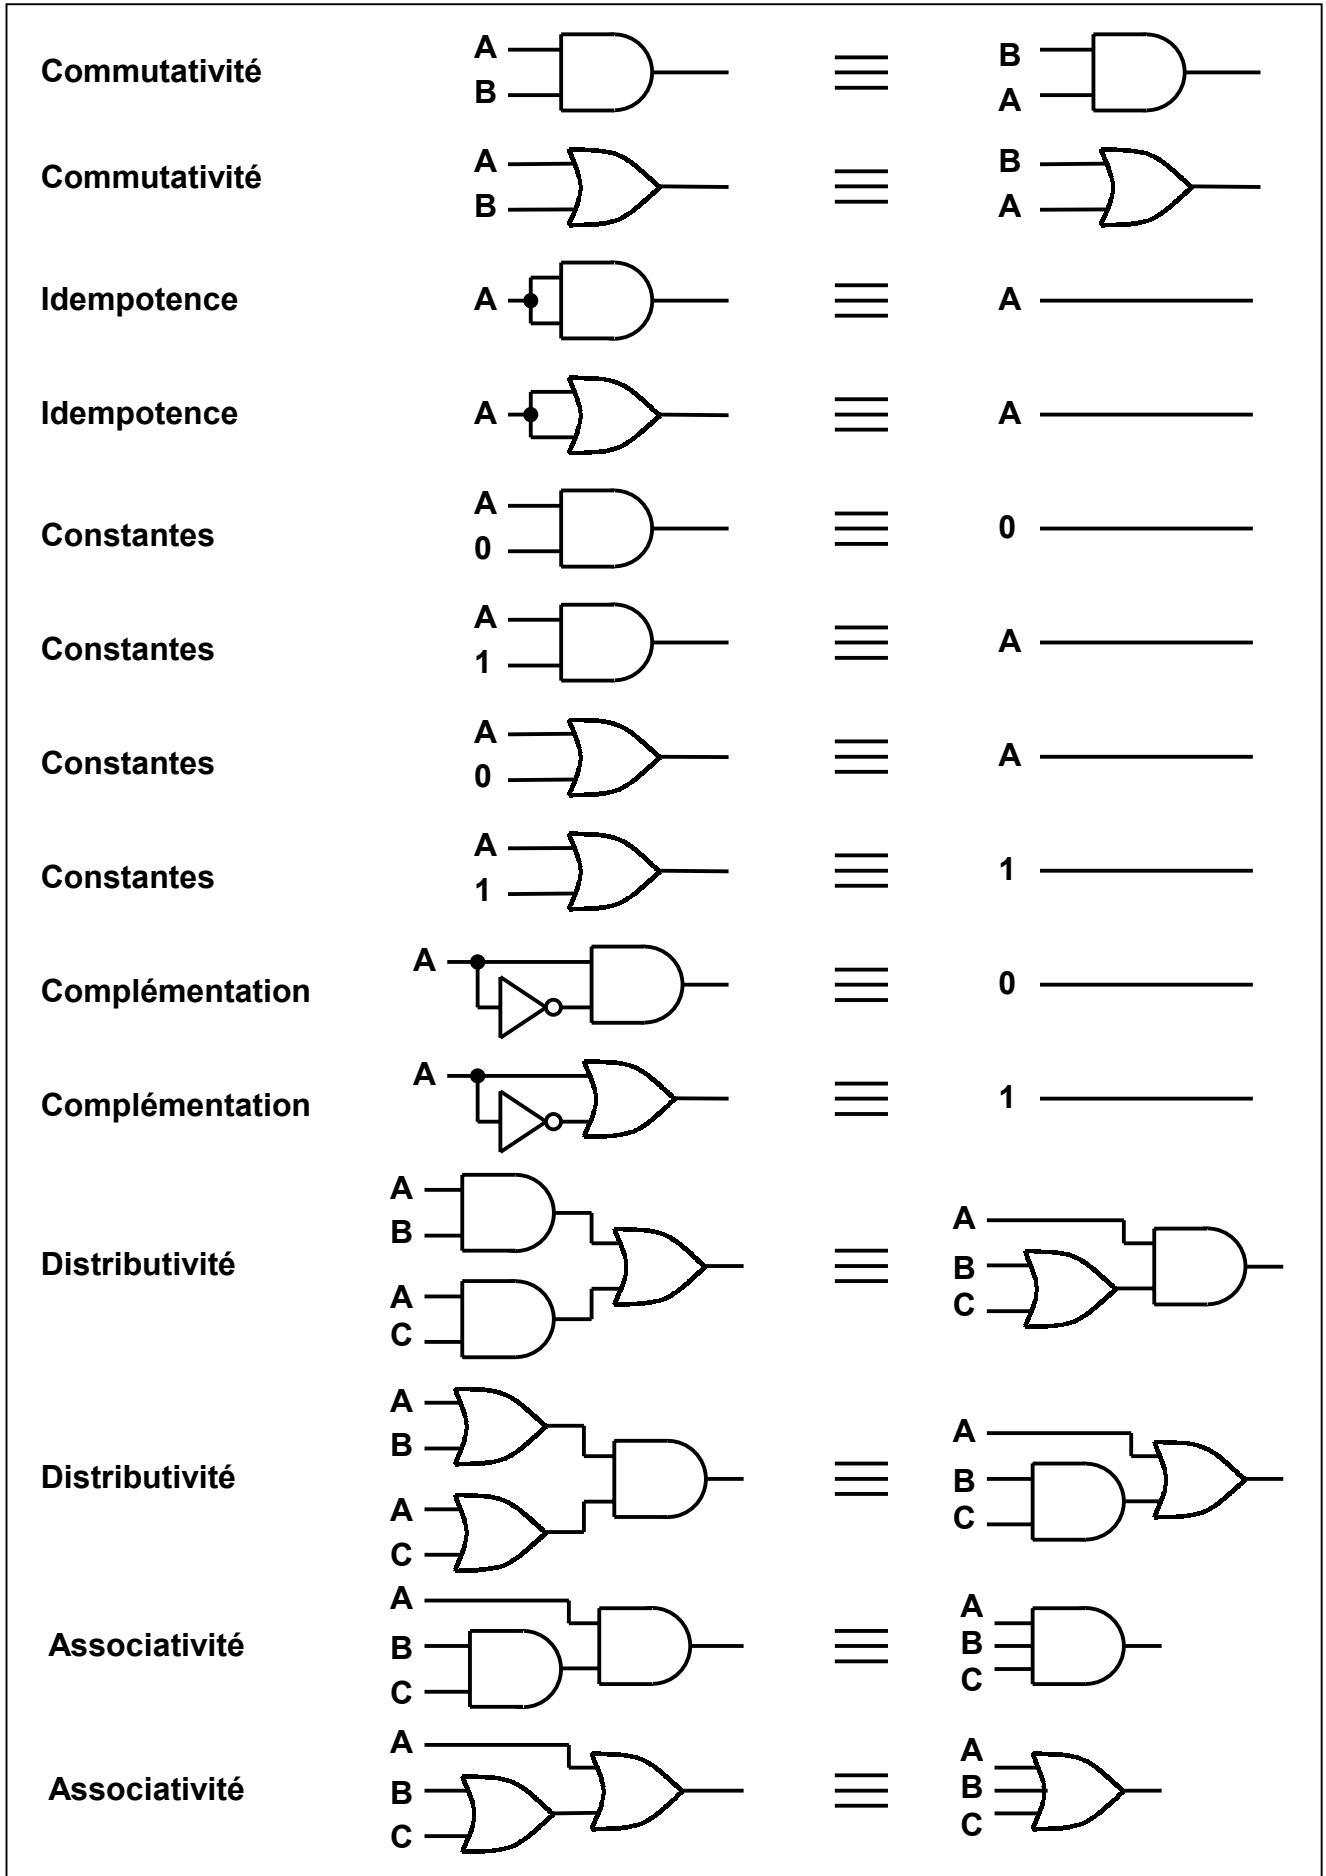 Commutativité A B B A
Commutativité A B B A
Idempotence A A
Idempotence A A
Constantes A 0 0
Constantes A 1 A
Constantes A 0 A
Constantes A 1 1
Complémentation A 0
Complémentation A 1
Distributivité A B A C A B C
Distributivité A B A C A B C
Associativité A B C A B C
Associativité A B C A B C